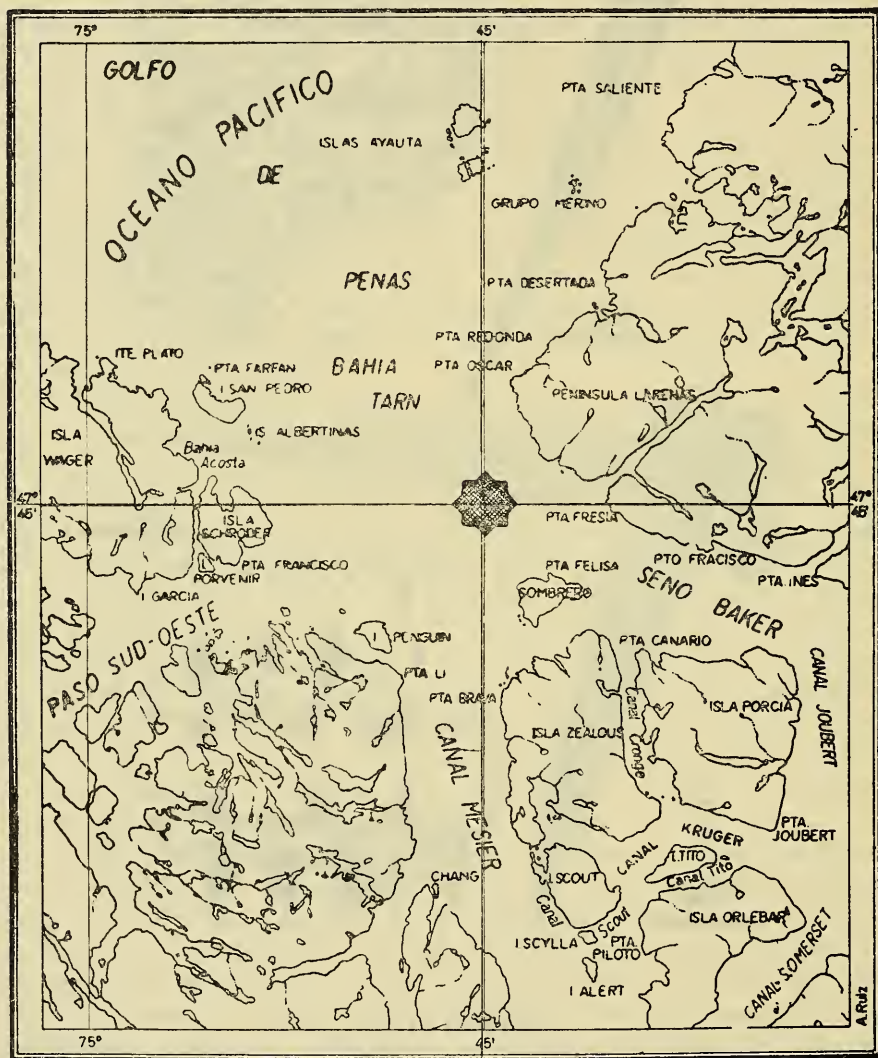 75°
45'
GOLFO
PTA SALIENTE
OCEANO PACIFICO
ISLAS AYAUTA
DE
GRUPO MERINO
PENAS
PTA DESERTADA
PTA REDONDA
ITE PLATO
PTA FARFAN
BAHIA
PTA OSCAR
I SAN PEDRO
TARN
PENINSULA LARENAS
IS ALBERTINAS
ISLA
WAGER
Bahia
Acosta
47°
45'
47°
45'
ISLA
SCHRODER
PTA FRESIA
PTA FRANCISCO
PORVENIR
I GARCIA
PTA FELISA
PTO FRACISCO
PTA INES
SOMBRERO
SENO BAKER
PASO SUD-OESTE
I PENGUIN
PTA CANARIO
PTA LI
PTA BRAVA
ISLA PORCIA
CANAL JOUBERT
ISLA ZEALOUS
Canal Cronge
CANAL MESIER
PTA.
JOUBERT
CANAL KRUGER
I.TITO
Canal Tito
CHANG
I.SCOUT
Canal Scout
ISLA ORLEBAR
I SCYLLA
PTA.
PILOTO
I ALERT
CANAL SOMERSET
A.Ruiz
75°
45'